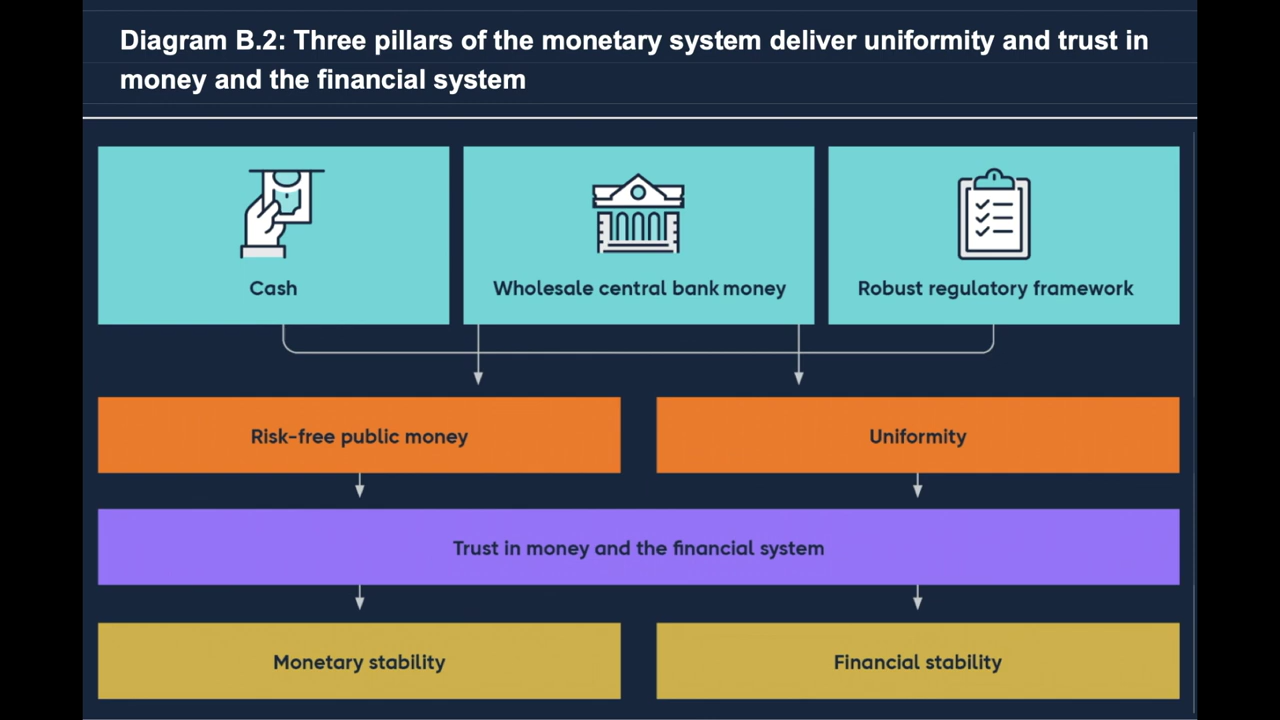 Diagram B.2: Three pillars of the monetary system deliver uniformity and trust in
money and the financial system
Cash
Wholesale central bank money
Robust regulatory framework
Risk-free public money
Uniformity
Trust in money and the financial system
Monetary stability
Financial stability